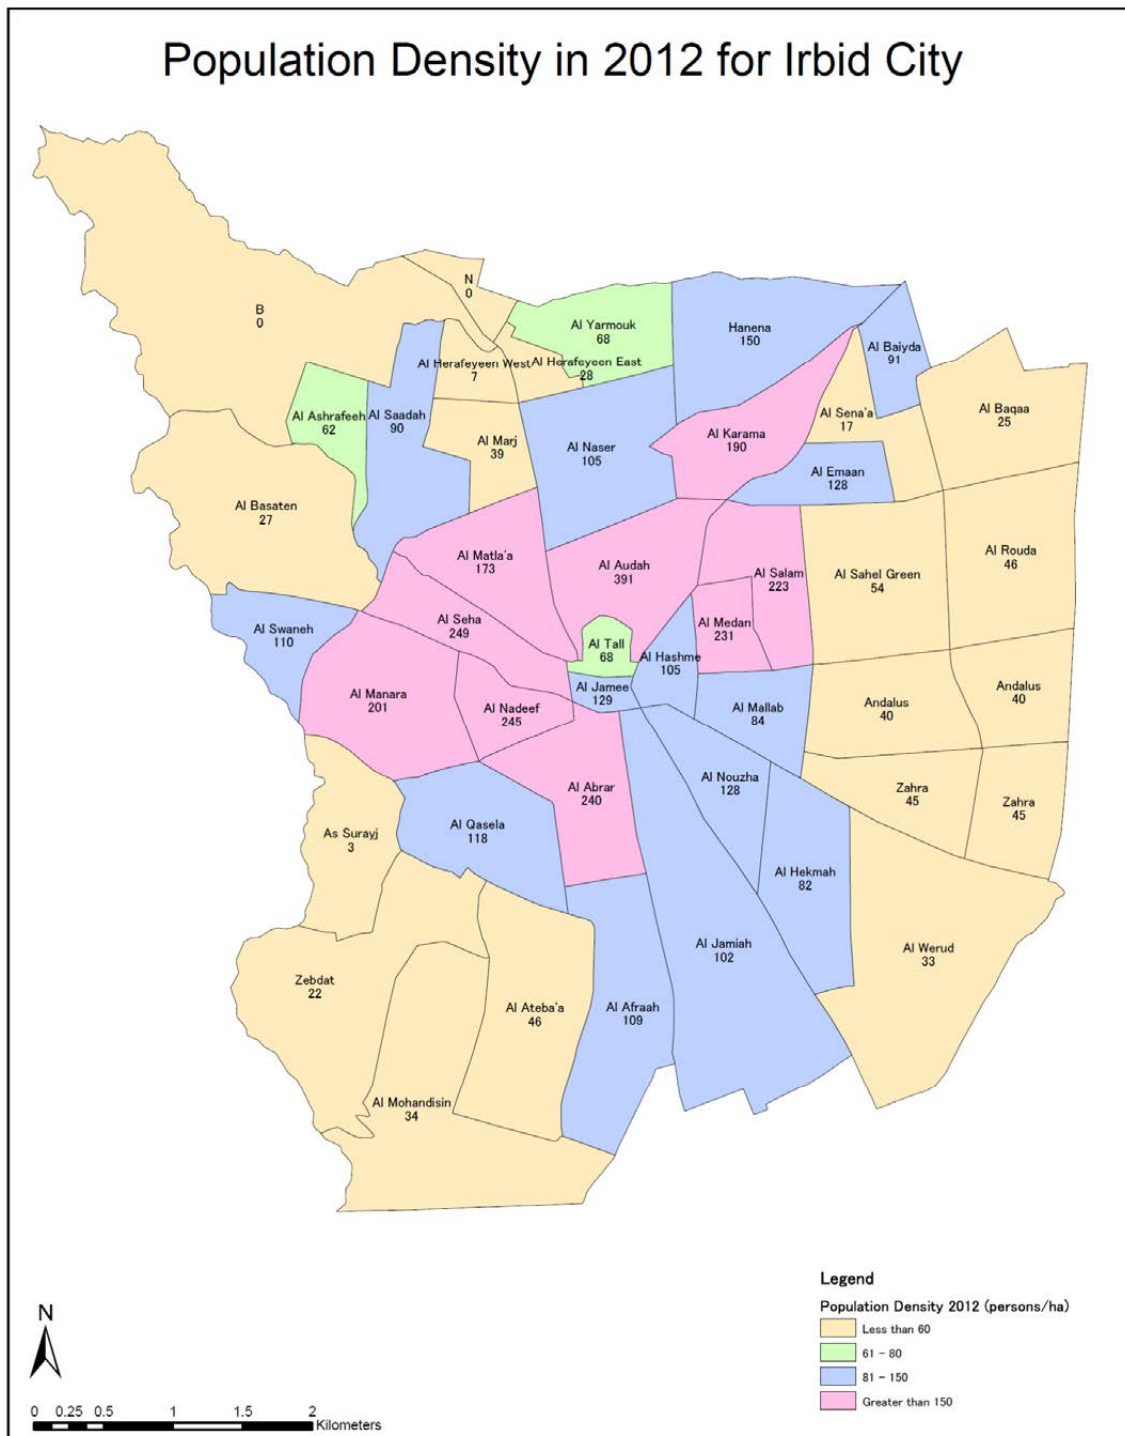 Population Density in 2012 for Irbid City
N
0
B
0
Al Yarmouk
68
Hanena
150
Al Baiyda
91
Al Herafeyeen West
7
Al Herafeyeen East
28
Al Ashrafeeh
62
Al Saadah
90
Al Marj
39
Al Naser
105
Al Karama
190
Al Sena'a
17
Al Baqaa
25
Al Emaan
128
Al Basaten
27
Al Matla'a
173
Al Audah
391
Al Salam
223
Al Sahel Green
54
Al Rouda
46
Al Swaneh
110
Al Seha
249
Al Tall
68
Al Hashme
105
Al Medan
231
Al Manara
201
Al Nadeef
245
Al Jamee
129
Al Mallab
84
Andalus
40
Andalus
40
Al Abrar
240
Al Nouzha
128
Zahra
45
Zahra
45
As Surayj
3
Al Qasela
118
Al Hekmah
82
Zebdat
22
Al Ateba'a
46
Al Afraah
109
Al Jamiah
102
Al Werud
33
Al Mohandisin
34
Legend
Population Density 2012 (persons/ha)
Less than 60
61 - 80
81 - 150
Greater than 150
N
0 0.25 0.5 1 1.5 2
Kilometers